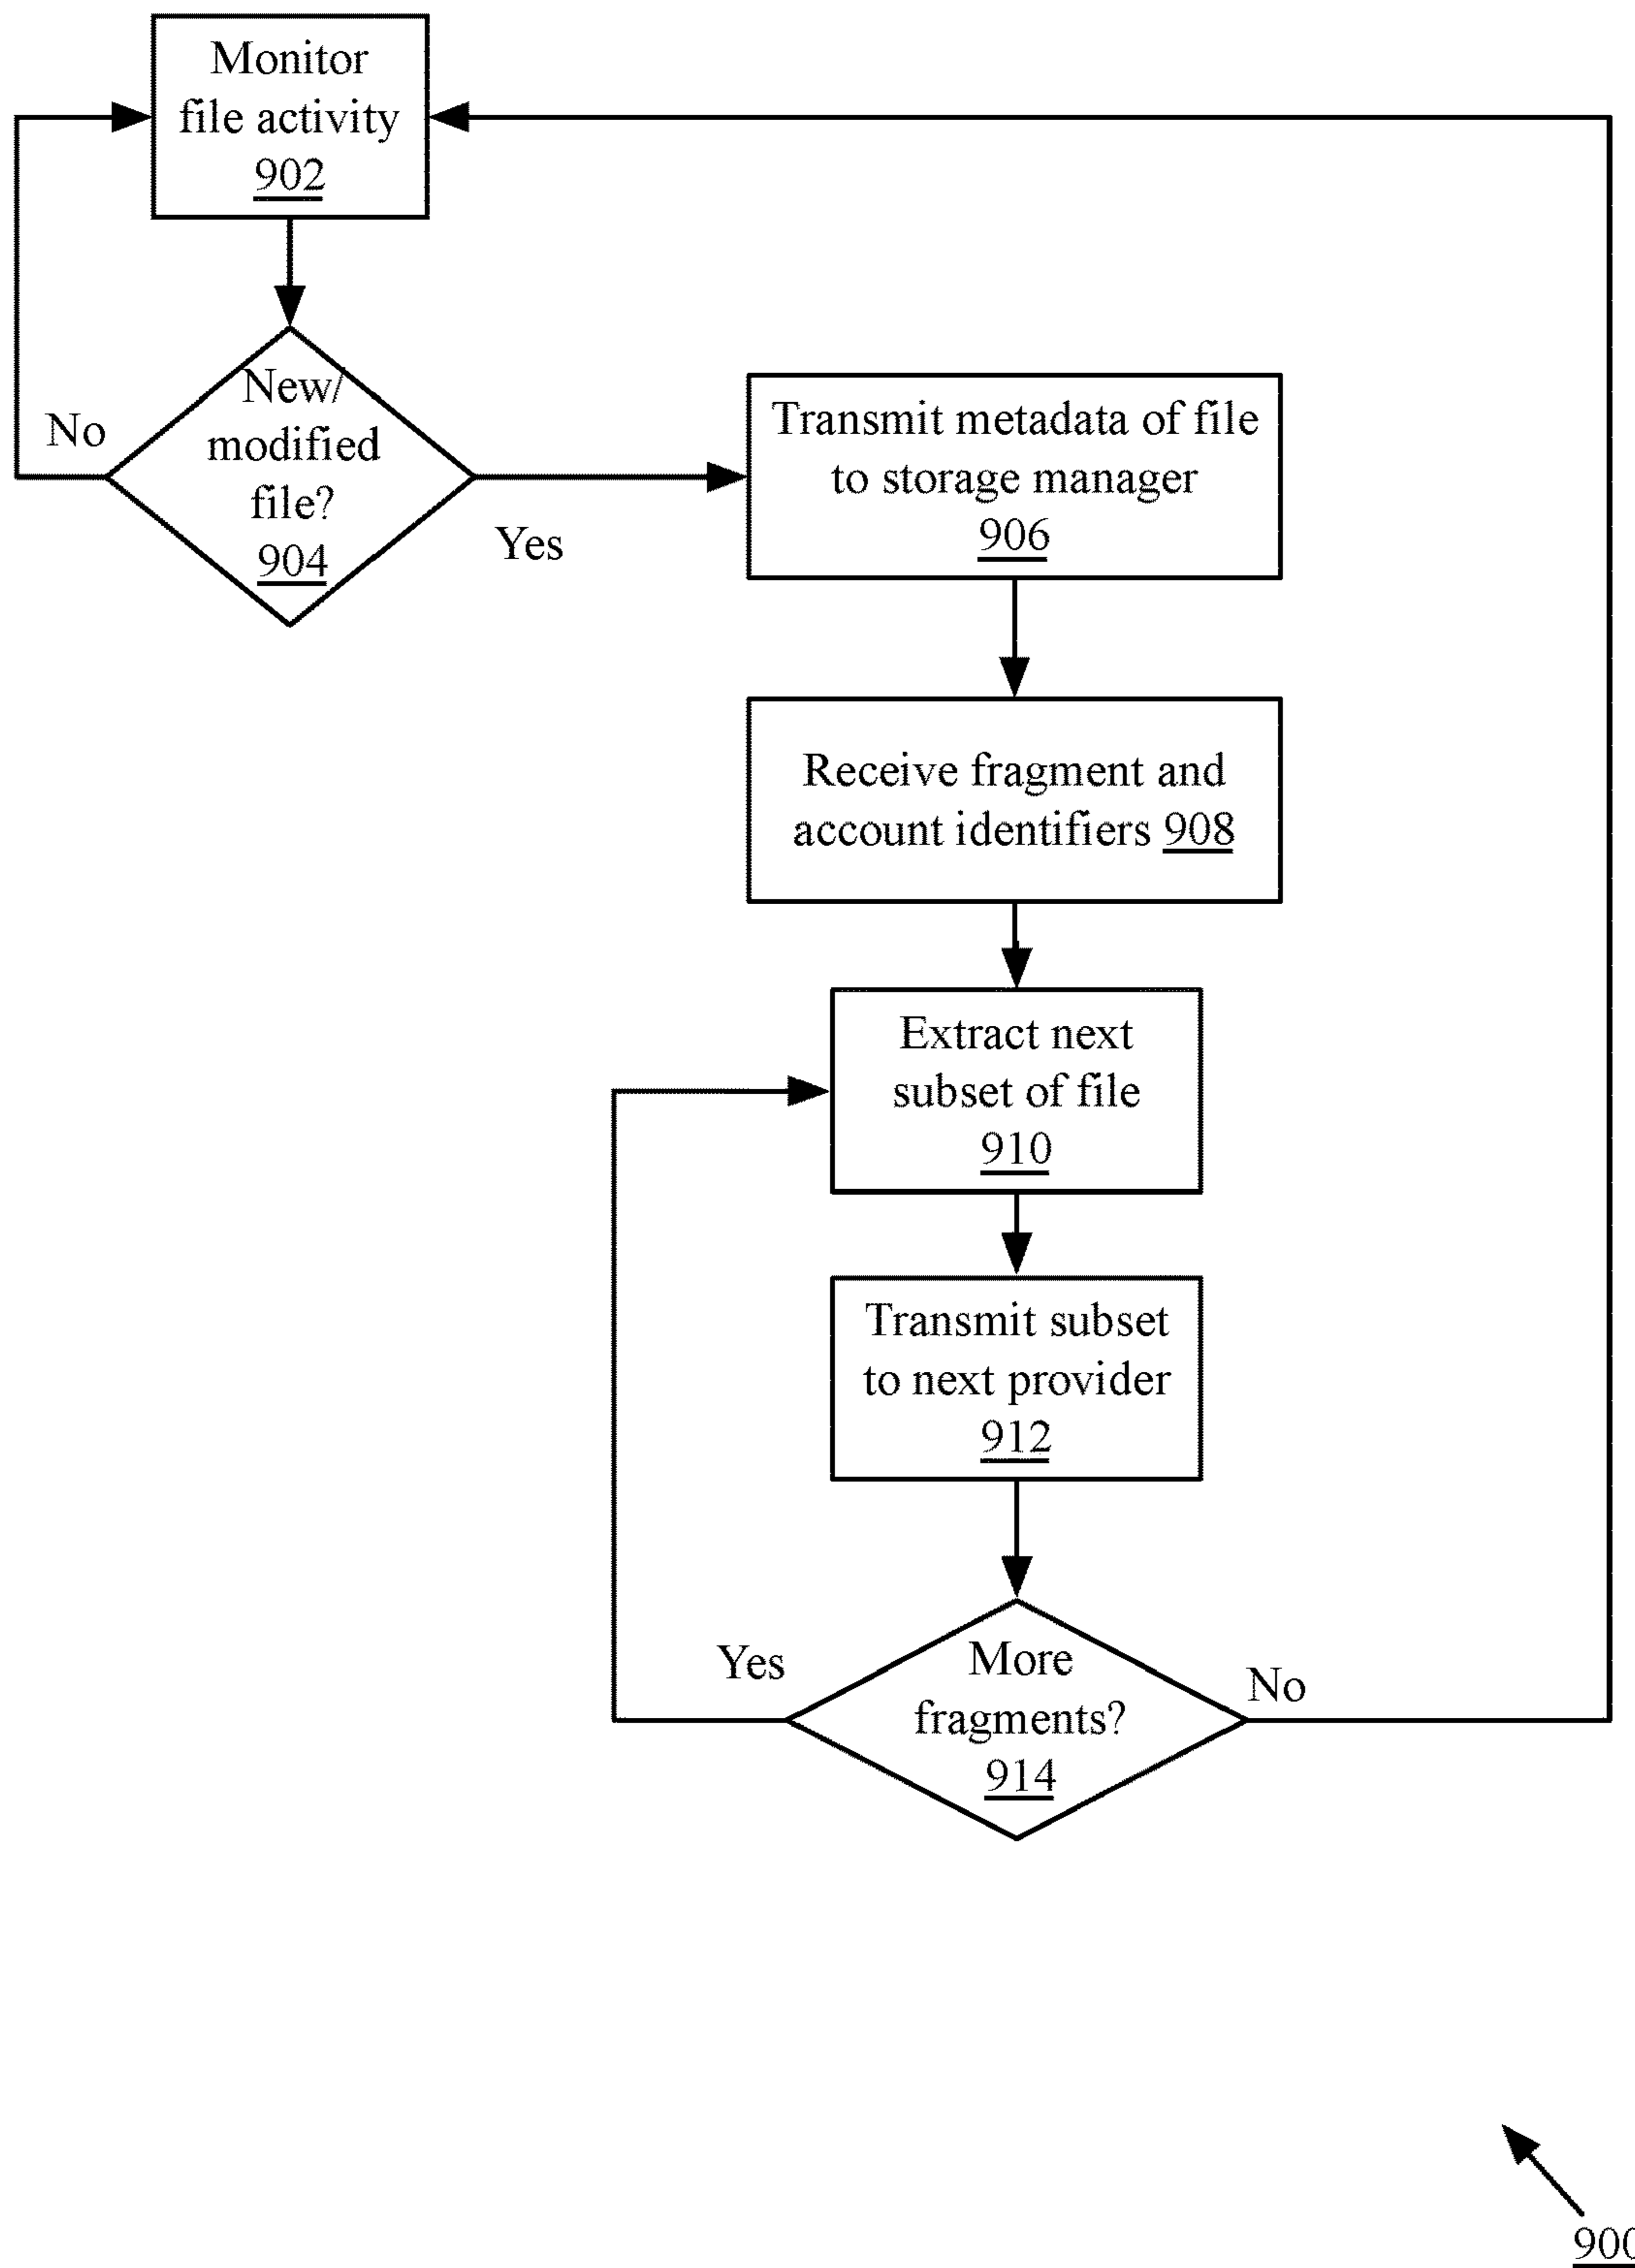 Monitor
file activity
902
New/
modified
file?
904
No
Yes
Transmit metadata of file
to storage manager
906
Receive fragment and
account identifiers 908
Extract next
subset of file
910
Transmit subset
to next provider
912
More
fragments?
914
Yes
No
900